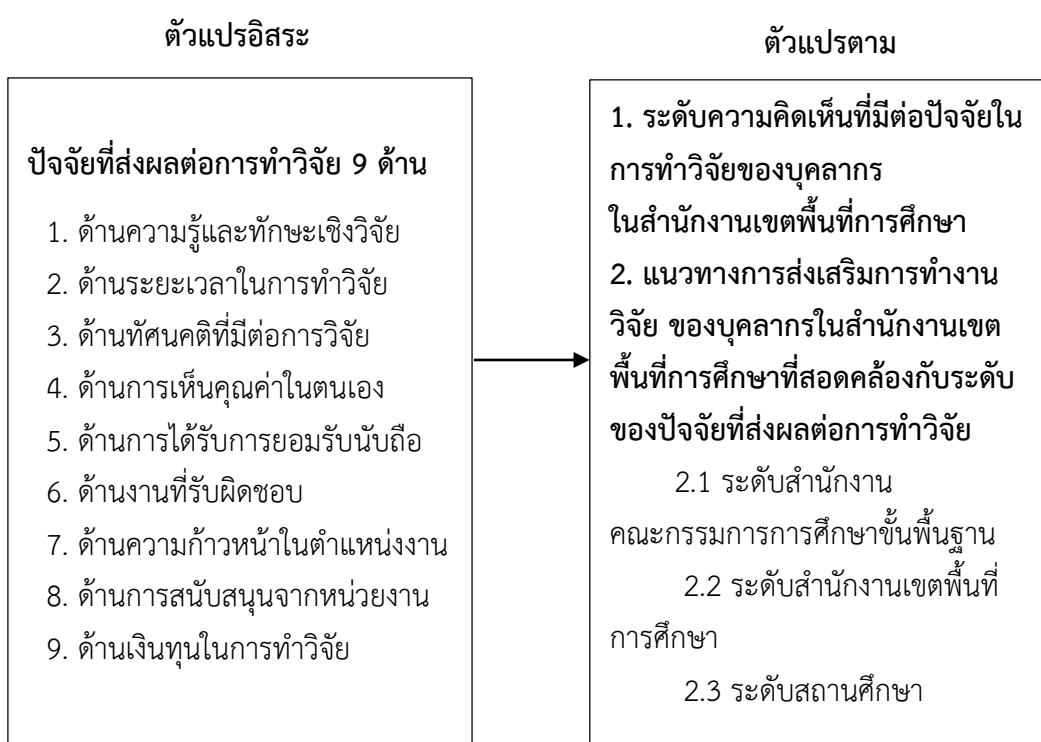 ตัวแปรอิสระ
ปัจจัยที่ส่งผลต่อการทำวิจัย 9 ด้าน
1. ด้านความรู้และทักษะเชิงวิจัย
2. ด้านระยะเวลาในการทำวิจัย
3. ด้านทัศนคติที่มีต่อการวิจัย
4. ด้านการเห็นคุณค่าในตนเอง
5. ด้านการได้รับการยอมรับนับถือ
6. ด้านงานที่รับผิดชอบ
7. ด้านความก้าวหน้าในตำแหน่งงาน
8. ด้านการสนับสนุนจากหน่วยงาน
9. ด้านเงินทุนในการทำวิจัย
ตัวแปรตาม
1. ระดับความคิดเห็นที่มีต่อปัจจัยใน
การทำวิจัยของบุคลากร
ในสำนักงานเขตพื้นที่การศึกษา
2. แนวทางการส่งเสริมการทำงาน
วิจัย ของบุคลากรในสำนักงานเขต
พื้นที่การศึกษาที่สอดคล้องกับระดับ
ของปัจจัยที่ส่งผลต่อการทำวิจัย
2.1 ระดับสำนักงาน
คณะกรรมการการศึกษาขั้นพื้นฐาน
2.2 ระดับสำนักงานเขตพื้นที่
การศึกษา
2.3 ระดับสถานศึกษา